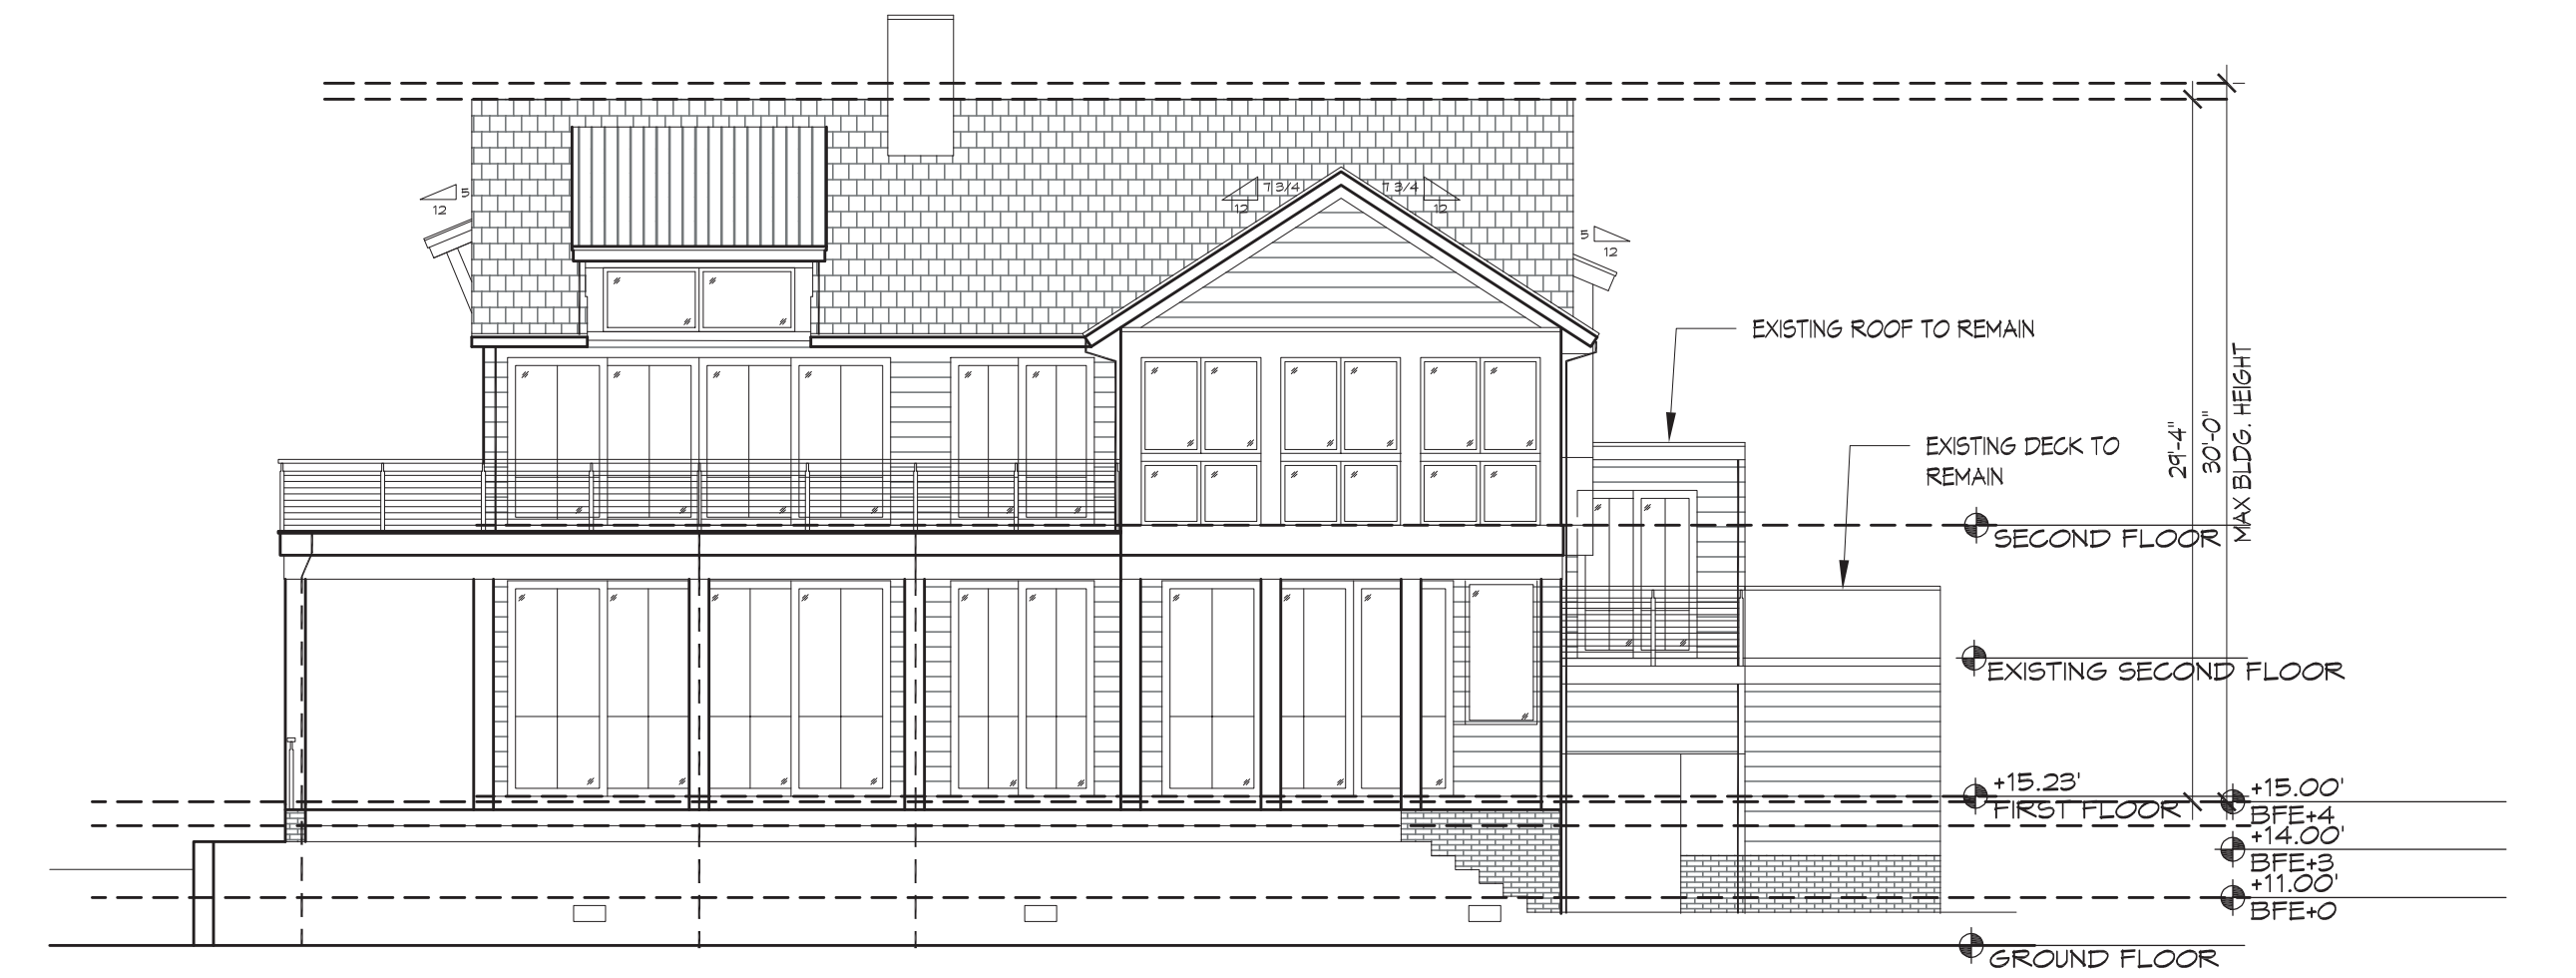 5
12
7 3/4
12
7 3/4
12
5
12
EXISTING ROOF TO REMAIN
EXISTING DECK TO
REMAIN
29'-4"
30'-0"
MAX BLDG. HEIGHT
SECOND FLOOR
EXISTING SECOND FLOOR
+15.23'
FIRST FLOOR
+15.00'
BFE+4
+14.00'
BFE+3
+11.00'
BFE+0
GROUND FLOOR